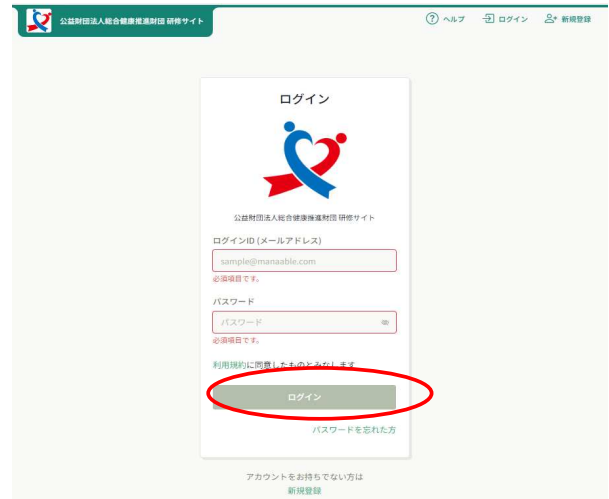 公益財団法人総合健康推進財団 研修サイト
ヘルプ ログイン 新規登録
ログイン
公益財団法人総合健康推進財団 研修サイト
ログインID (メールアドレス)
sample@manaable.com
必須項目です。
パスワード
パスワード
必須項目です。
利用規約に同意したものとみなします
ログイン
パスワードを忘れた方
アカウントをお持ちでない方は
新規登録